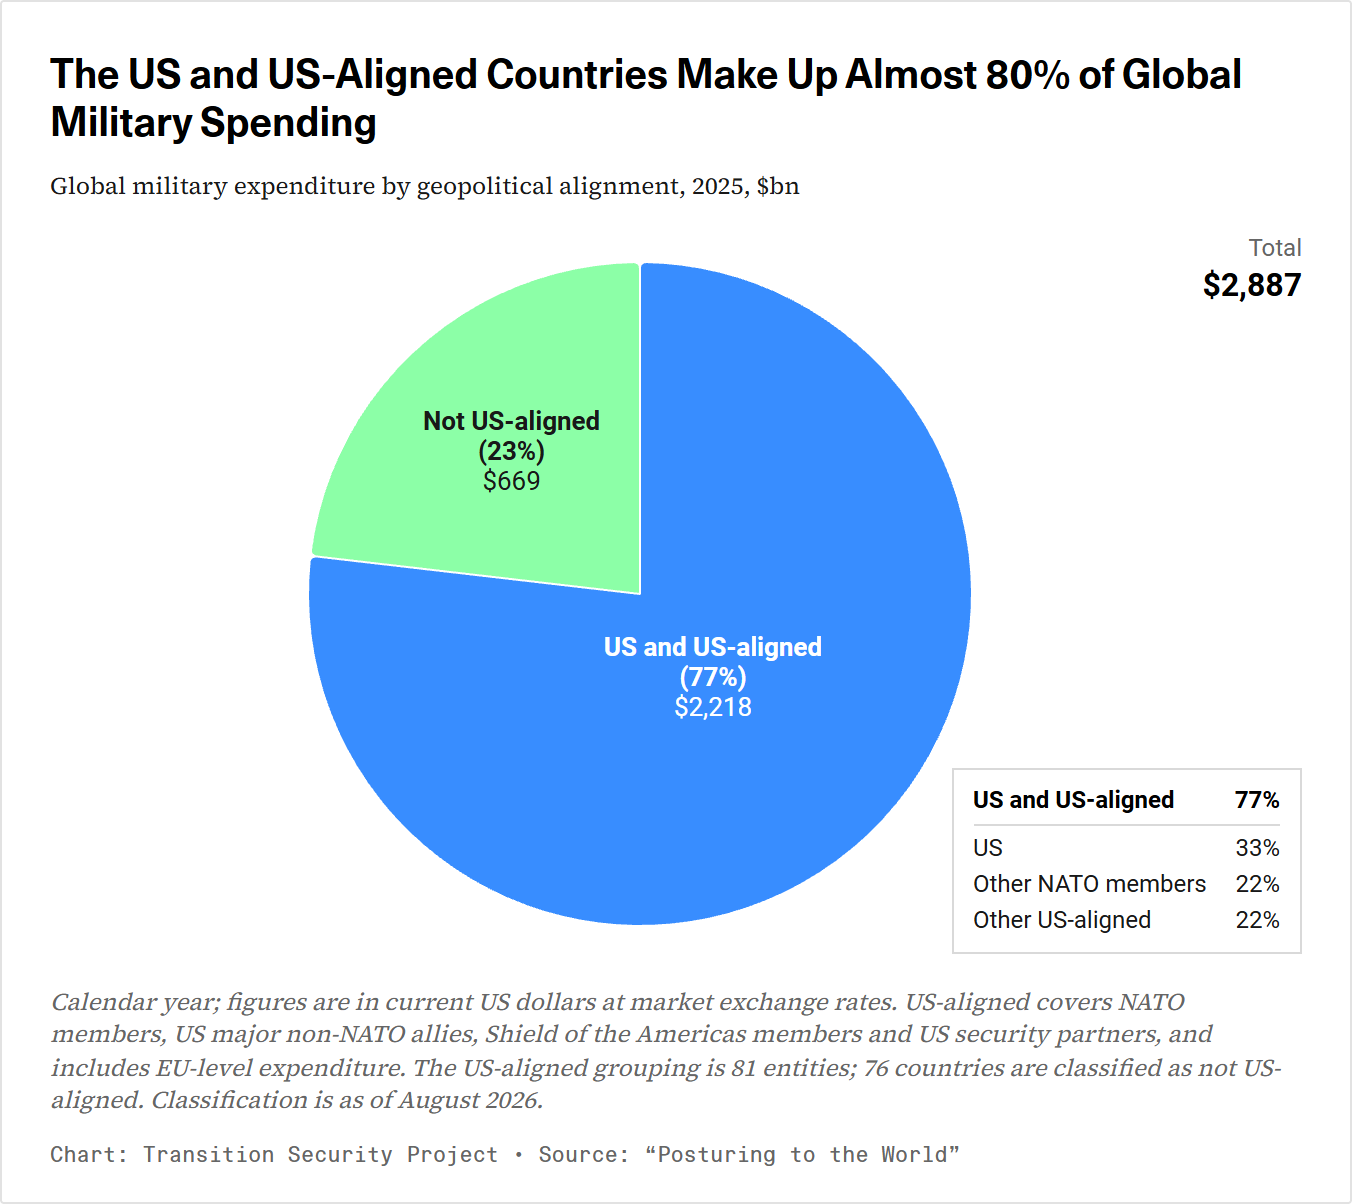 The US and US-Aligned Countries Make Up Almost 80% of Global
Military Spending
Global military expenditure by geopolitical alignment, 2025, $bn
Total
$2,887
Not US-aligned
(23%)
$669
US and US-aligned
(77%)
$2,218
US and US-aligned 77%
US 33%
Other NATO members 22%
Other US-aligned 22%
Calendar year; figures are in current US dollars at market exchange rates. US-aligned covers NATO
members, US major non-NATO allies, Shield of the Americas members and US security partners, and
includes EU-level expenditure. The US-aligned grouping is 81 entities; 76 countries are classified as not US-
aligned. Classification is as of August 2026.
Chart: Transition Security Project • Source: “Posturing to the World”